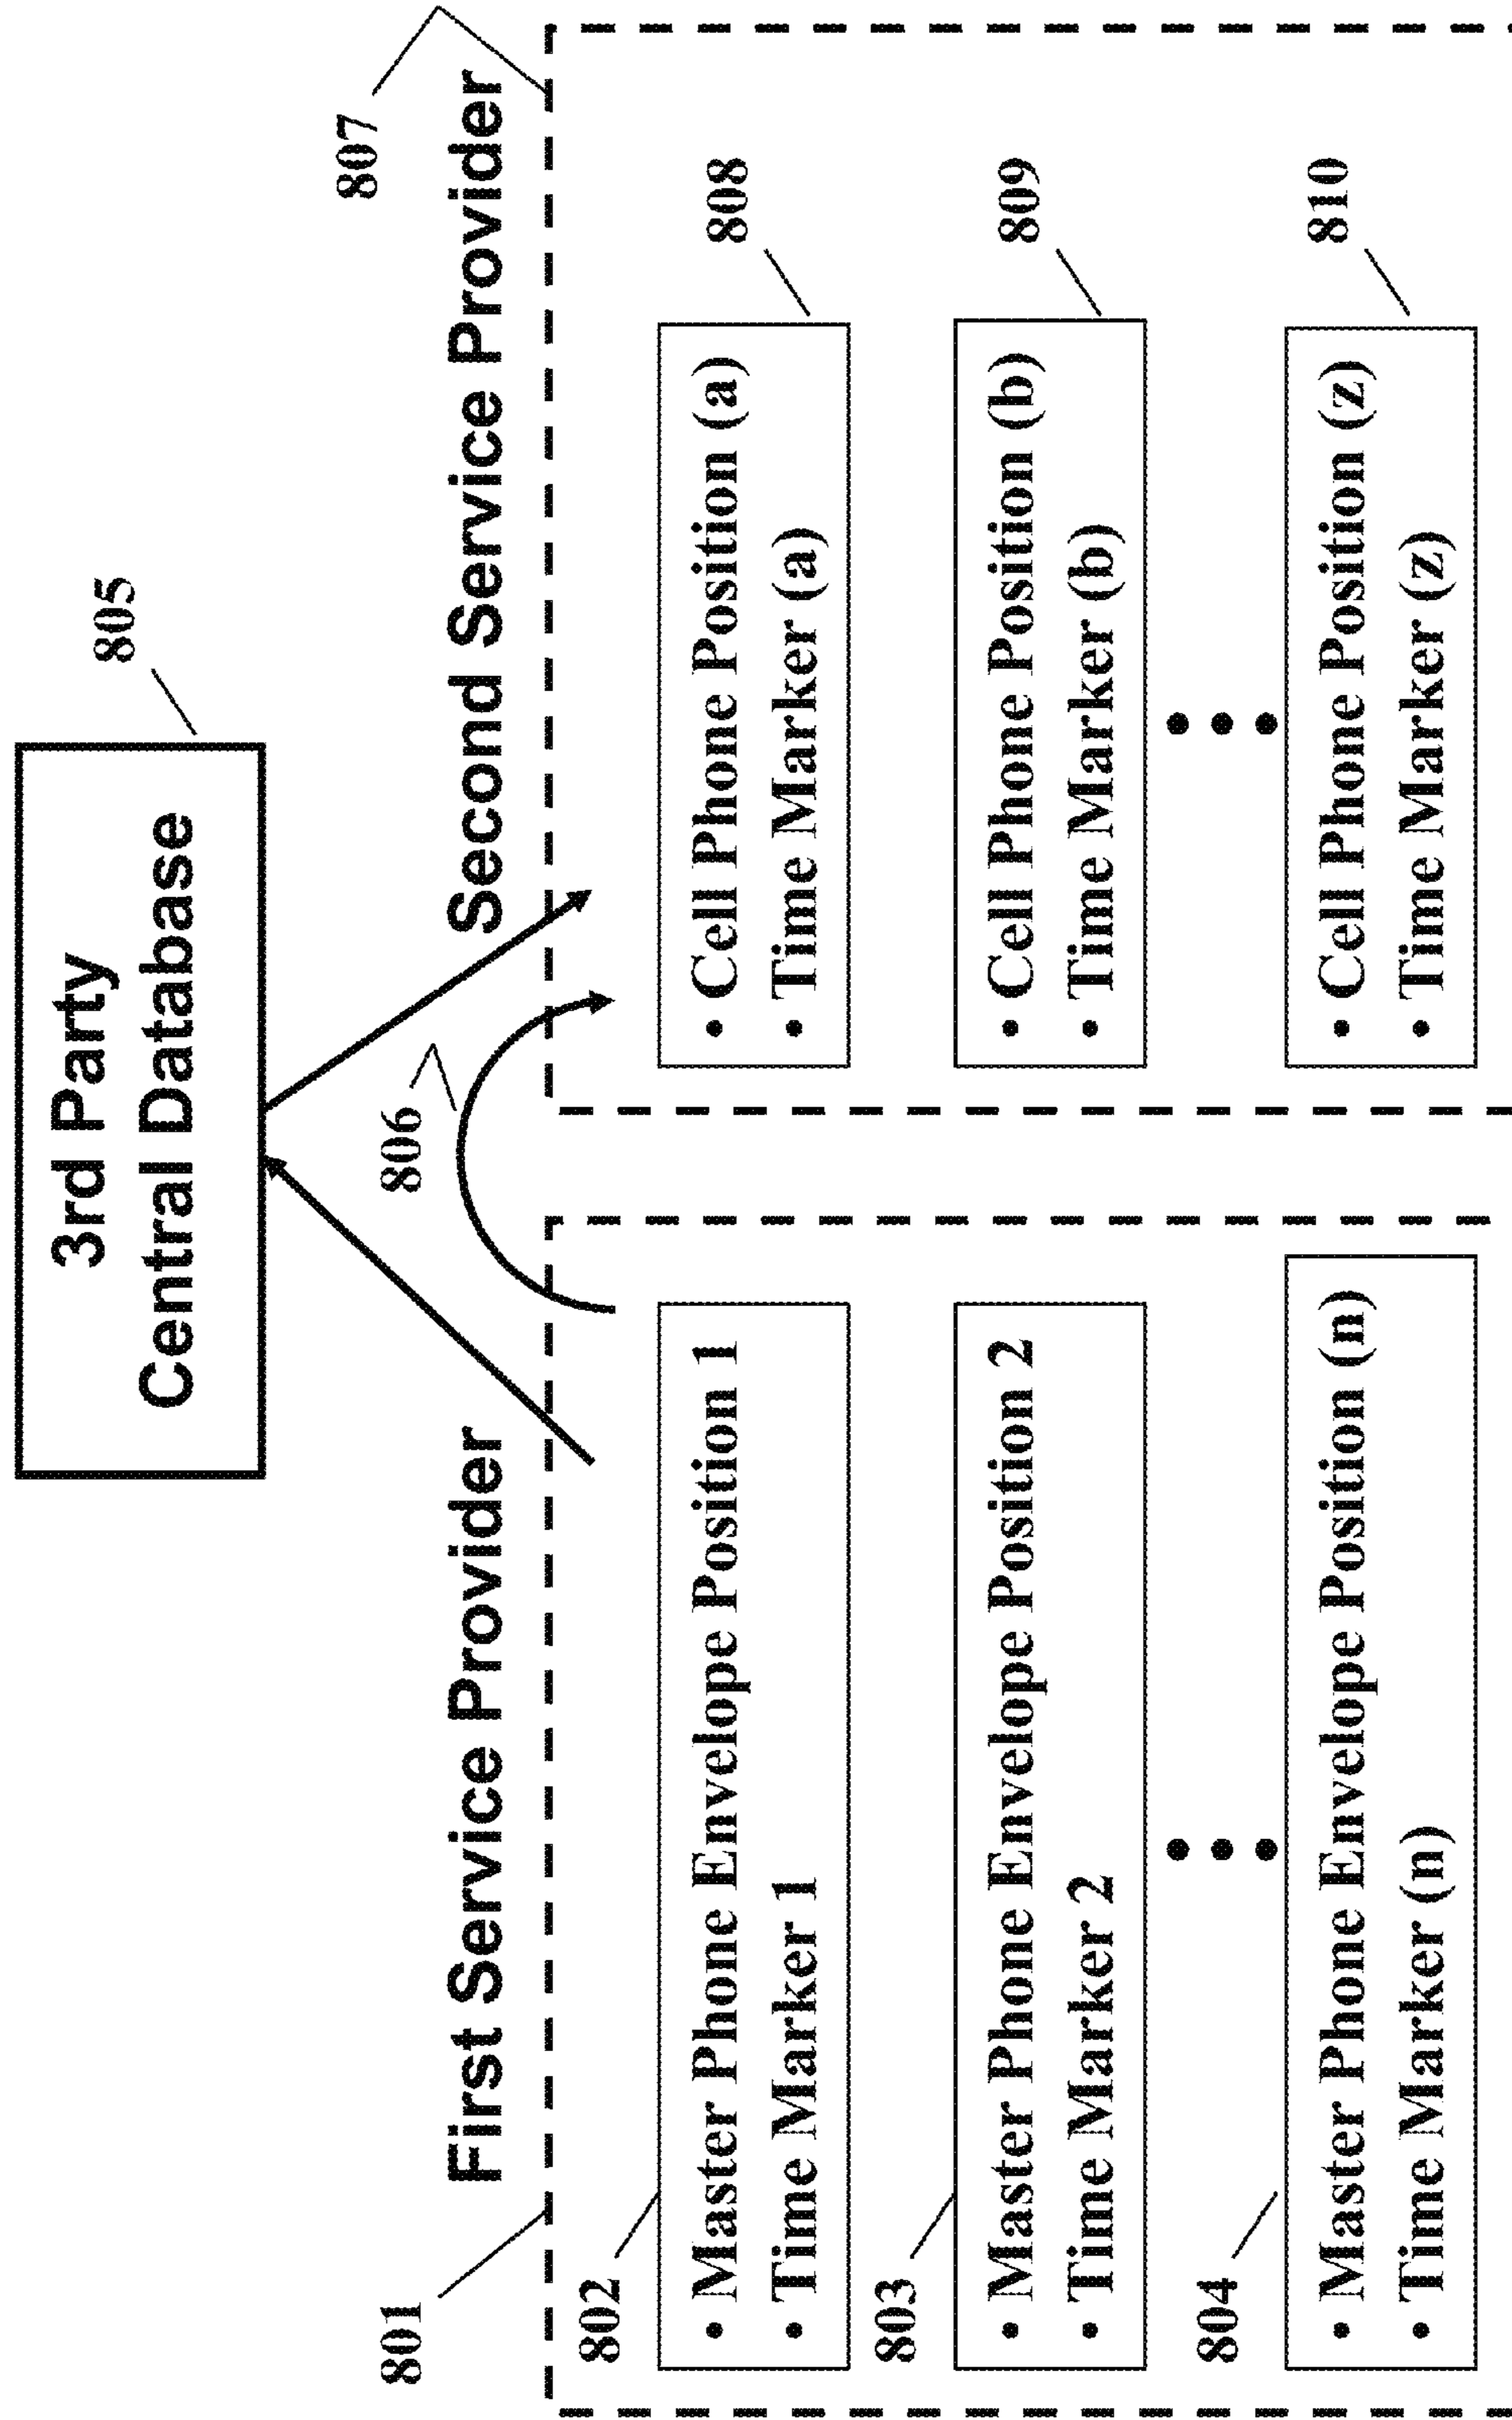 3rd Party
Central Database
805
807
First Service Provider
Second Service Provider
801
806
802
• Master Phone Envelope Position 1
• Time Marker 1
• Cell Phone Position (a)
• Time Marker (a)
808
803
• Master Phone Envelope Position 2
• Time Marker 2
• Cell Phone Position (b)
• Time Marker (b)
809
804
• Master Phone Envelope Position (n)
• Time Marker (n)
• Cell Phone Position (z)
• Time Marker (z)
810